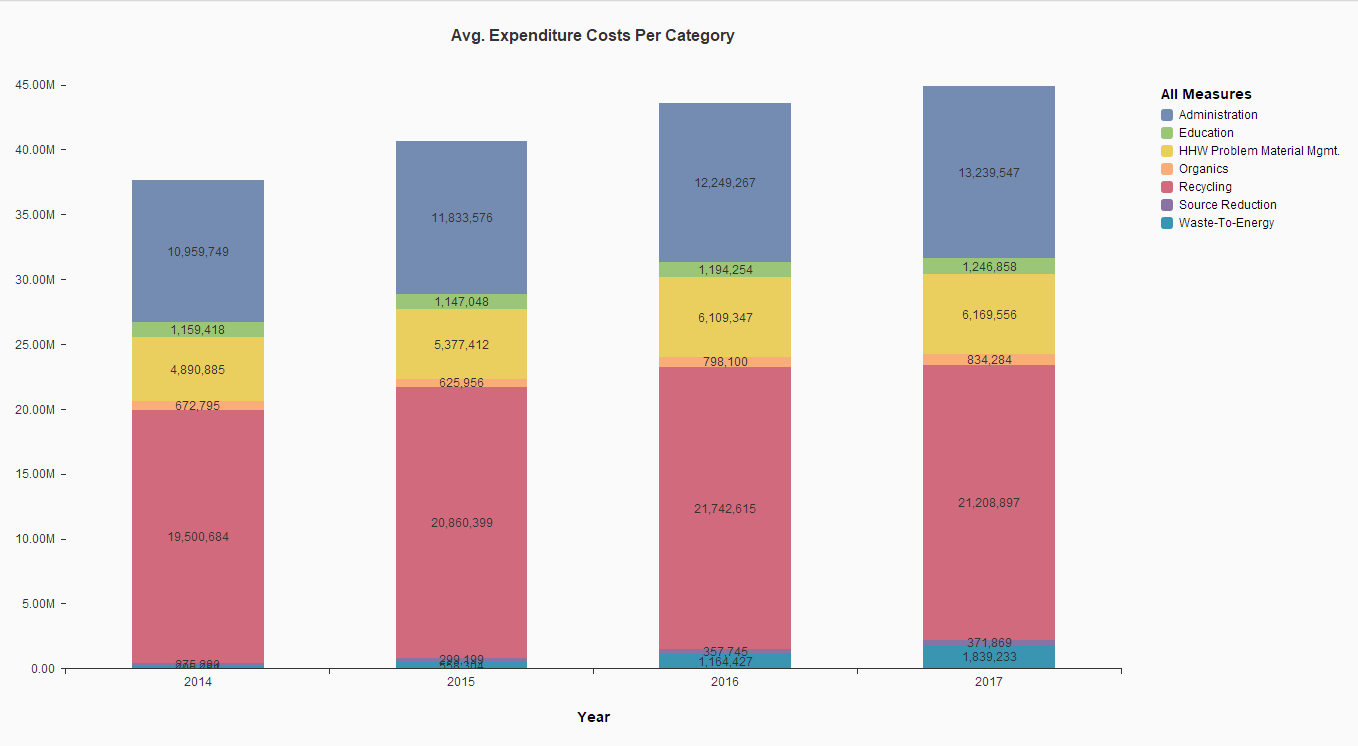 Avg. Expenditure Costs Per Category
45.00M
40.00M
35.00M
30.00M
25.00M
20.00M
15.00M
10.00M
5.00M
0.00
10,959,749
1,159,418
4,890,885
672,795
19,500,684
11,833,576
1,147,048
5,377,412
625,956
20,860,399
12,249,267
1,194,254
6,109,347
798,100
21,742,615
357,745
1,164,427
13,239,547
1,246,858
6,169,556
834,284
21,208,897
371,869
1,839,233
2014
2015
2016
2017
Year
All Measures
Administration
Education
HHW Problem Material Mgmt.
Organics
Recycling
Source Reduction
Waste-To-Energy